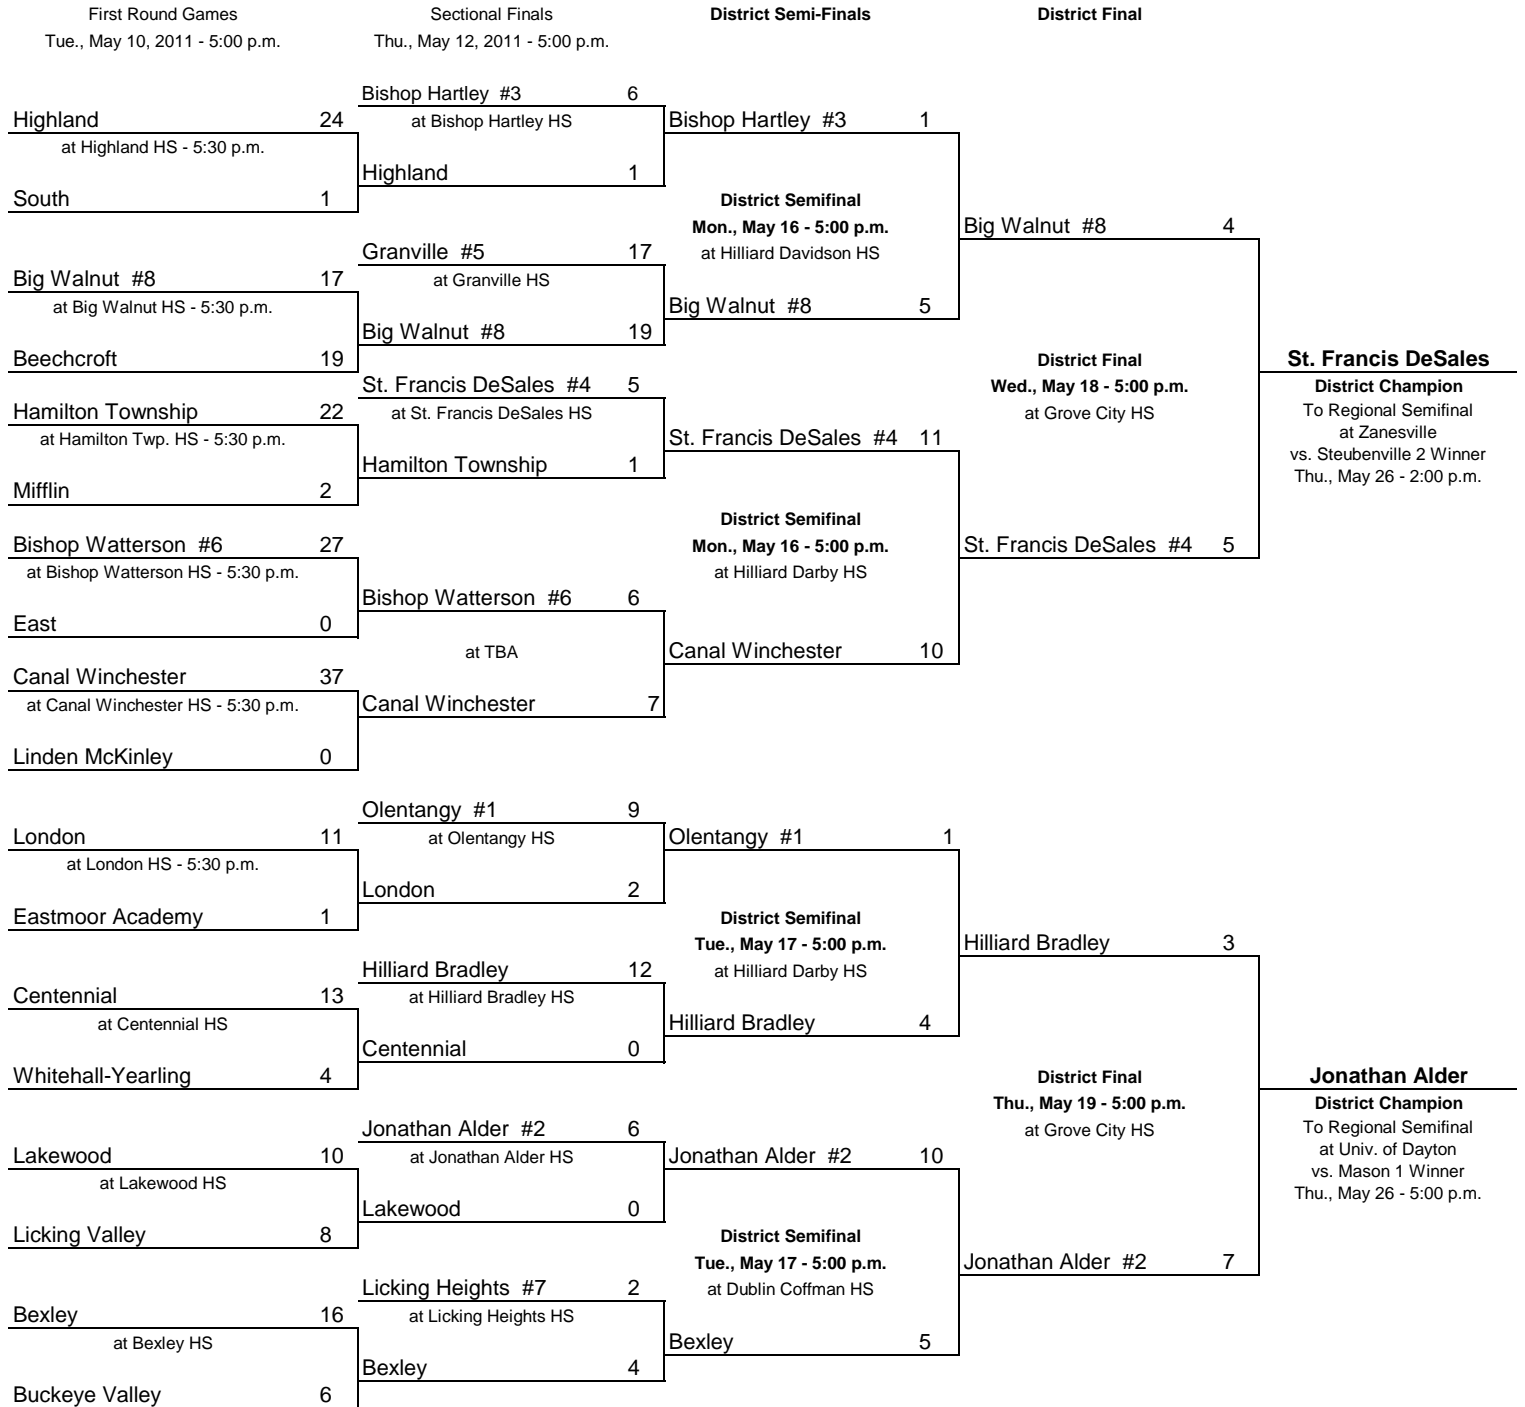 First Round Games
Tue., May 10, 2011 - 5:00 p.m.
Sectional Finals
Thu., May 12, 2011 - 5:00 p.m.
District Semi-Finals
District Final
Highland 24
at Highland HS - 5:30 p.m.
South 1
Big Walnut #8 17
at Big Walnut HS - 5:30 p.m.
Beechcroft 19
Hamilton Township 22
at Hamilton Twp. HS - 5:30 p.m.
Mifflin 2
Bishop Watterson #6 27
at Bishop Watterson HS - 5:30 p.m.
East 0
Canal Winchester 37
at Canal Winchester HS - 5:30 p.m.
Linden McKinley 0
London 11
at London HS - 5:30 p.m.
Eastmoor Academy 1
Centennial 13
at Centennial HS
Whitehall-Yearling 4
Lakewood 10
at Lakewood HS
Licking Valley 8
Bexley 16
at Bexley HS
Buckeye Valley 6
Bishop Hartley #3 6
at Bishop Hartley HS
Highland 1
Granville #5 17
at Granville HS
Big Walnut #8 19
St. Francis DeSales #4 5
at St. Francis DeSales HS
Hamilton Township 1
Bishop Watterson #6 6
at TBA
Canal Winchester 7
Olentangy #1 9
at Olentangy HS
London 2
Hilliard Bradley 12
at Hilliard Bradley HS
Centennial 0
Jonathan Alder #2 6
at Jonathan Alder HS
Lakewood 0
Licking Heights #7 2
at Licking Heights HS
Bexley 4
Bishop Hartley #3 1
District Semifinal
Mon., May 16 - 5:00 p.m.
at Hilliard Davidson HS
Big Walnut #8 5
St. Francis DeSales #4 11
District Semifinal
Mon., May 16 - 5:00 p.m.
at Hilliard Darby HS
Canal Winchester 10
Olentangy #1 1
District Semifinal
Tue., May 17 - 5:00 p.m.
at Hilliard Darby HS
Hilliard Bradley 4
Jonathan Alder #2 10
District Semifinal
Tue., May 17 - 5:00 p.m.
at Dublin Coffman HS
Bexley 5
Big Walnut #8 4
District Final
Wed., May 18 - 5:00 p.m.
at Grove City HS
St. Francis DeSales #4 5
Hilliard Bradley 3
District Final
Thu., May 19 - 5:00 p.m.
at Grove City HS
Jonathan Alder #2 7
St. Francis DeSales
District Champion
To Regional Semifinal
at Zanesville
vs. Steubenville 2 Winner
Thu., May 26 - 2:00 p.m.
Jonathan Alder
District Champion
To Regional Semifinal
at Univ. of Dayton
vs. Mason 1 Winner
Thu., May 26 - 5:00 p.m.